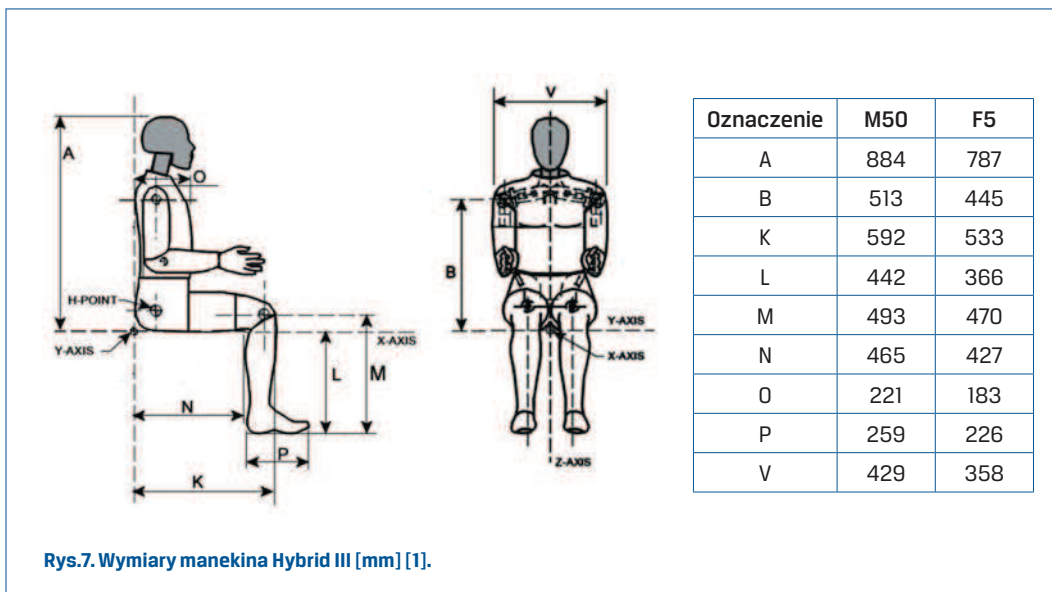 A
O
H-POINT
Y-AXIS
X-AXIS
L
M
N
P
K
V
B
Y-AXIS
X-AXIS
Z-AXIS
Oznaczenie M50 F5
A 884 787
B 513 445
K 592 533
L 442 366
M 493 470
N 465 427
O 221 183
P 259 226
V 429 358
Rys.7. Wymiary manekina Hybrid III [mm] [1].